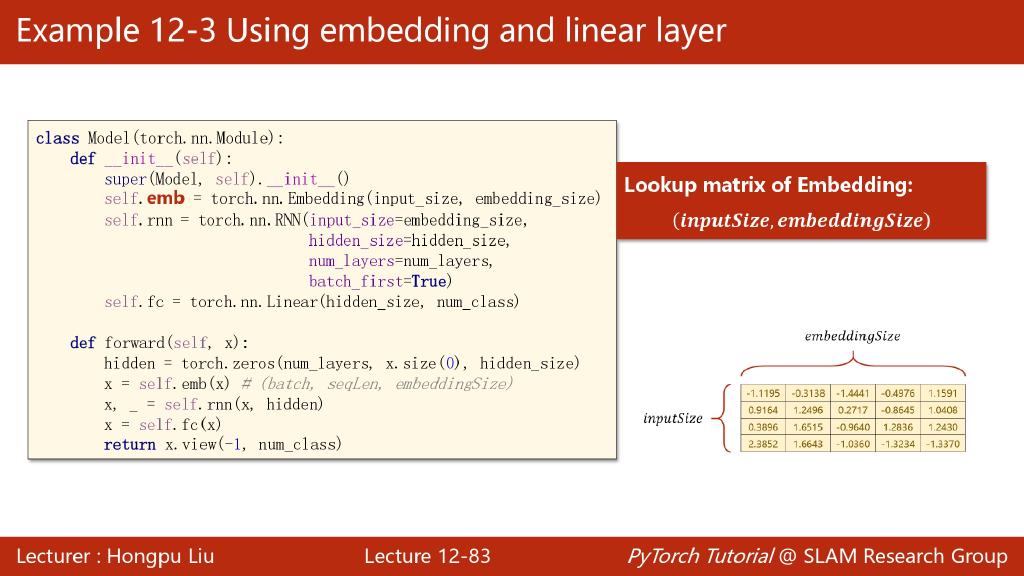 Example 12-3 Using embedding and linear layer
class Model(torch.nn.Module):
    def __init__(self):
        super(Model, self).__init__()
        self.emb = torch.nn.Embedding(input_size, embedding_size)
        self.rnn = torch.nn.RNN(input_size=embedding_size,
                                hidden_size=hidden_size,
                                num_layers=num_layers,
                                batch_first=True)
        self.fc = torch.nn.Linear(hidden_size, num_class)
    def forward(self, x):
        hidden = torch.zeros(num_layers, x.size(0), hidden_size)
        x = self.emb(x) # (batch, seqLen, embeddingSize)
        x, _ = self.rnn(x, hidden)
        x = self.fc(x)
        return x.view(-1, num_class)
Lookup matrix of Embedding:
(inputSize, embeddingSize)
embeddingSize
inputSize
-1.1195 -0.3138 -1.4441 -0.4976 1.1591
0.9164 1.2496 0.2717 -0.8645 1.0408
0.3896 1.6515 -0.9640 1.2836 1.2430
2.3852 1.6643 -1.0360 -1.3234 -1.3370
Lecturer : Hongpu Liu
Lecture 12-83
PyTorch Tutorial @ SLAM Research Group